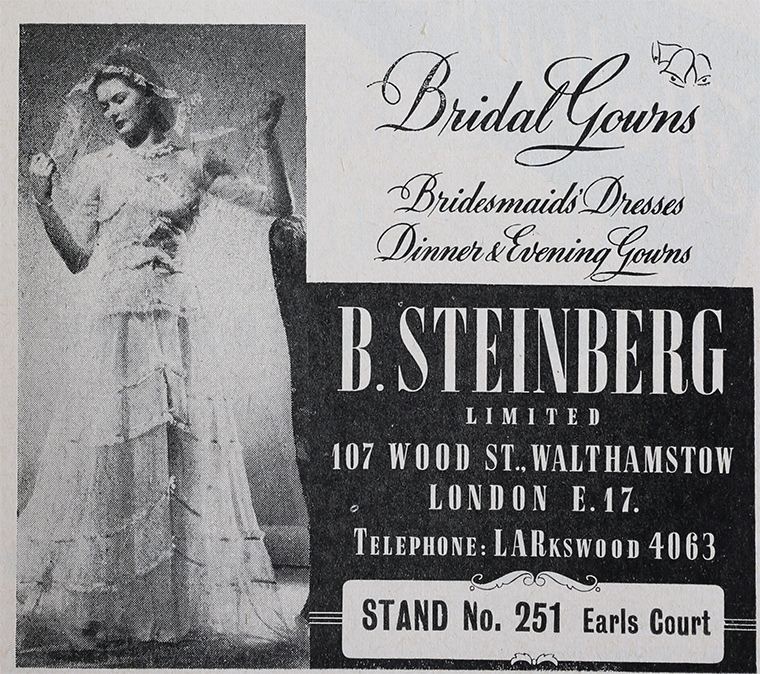 Bridal Gowns
Bridesmaids' Dresses
Dinner & Evening Gowns
B. STEINBERG
LIMITED
107 WOOD ST., WALTHAMSTOW
LONDON E.17.
TELEPHONE: LARKSWOOD 4063
STAND No. 251 Earls Court